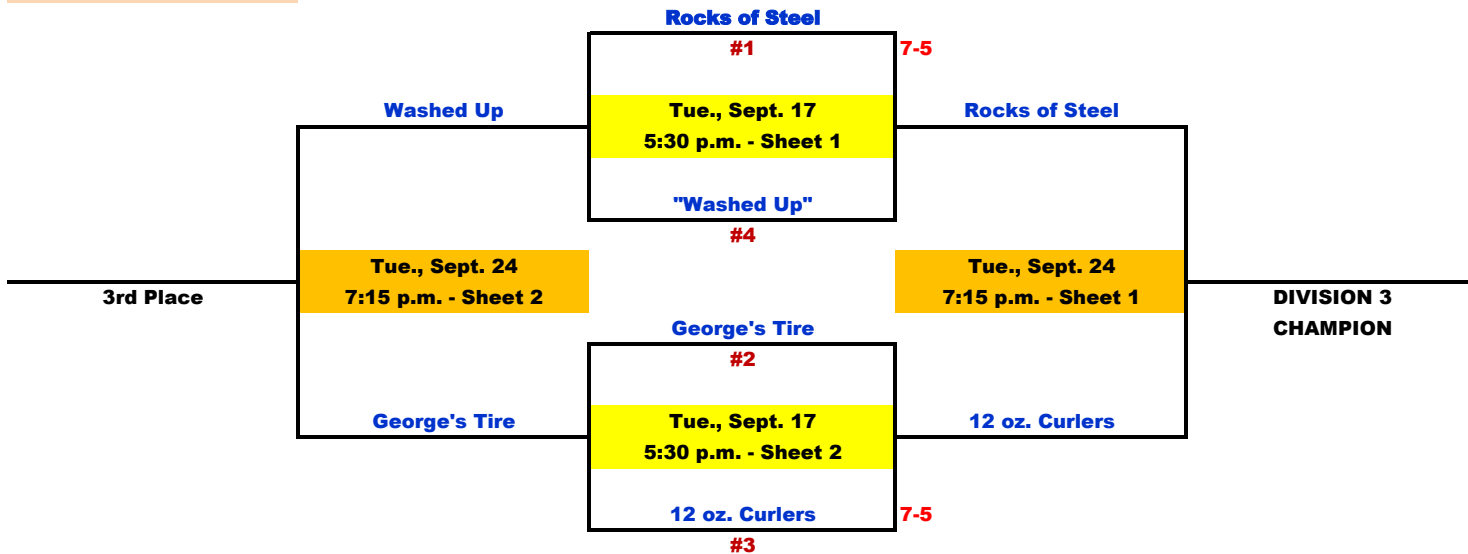 Rocks of Steel
#1
7-5
Washed Up
Tue., Sept. 17
Rocks of Steel
5:30 p.m. - Sheet 1
"Washed Up"
#4
Tue., Sept. 24
Tue., Sept. 24
3rd Place
7:15 p.m. - Sheet 2
7:15 p.m. - Sheet 1
DIVISION 3
George's Tire
CHAMPION
#2
George's Tire
Tue., Sept. 17
12 oz. Curlers
5:30 p.m. - Sheet 2
12 oz. Curlers
7-5
#3